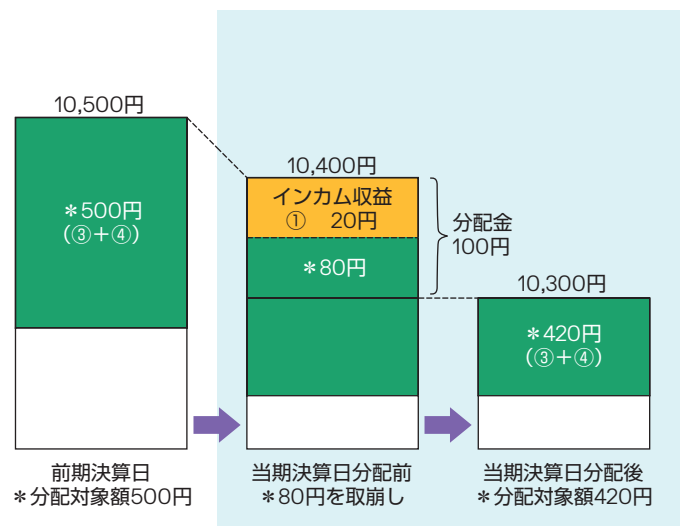 10,500円
＊500円
（③＋④）
前期決算日
＊分配対象額500円
10,400円
インカム収益
①　20円
＊80円
分配金
100円
当期決算日分配前
＊80円を取崩し
10,300円
＊420円
（③＋④）
当期決算日分配後
＊分配対象額420円